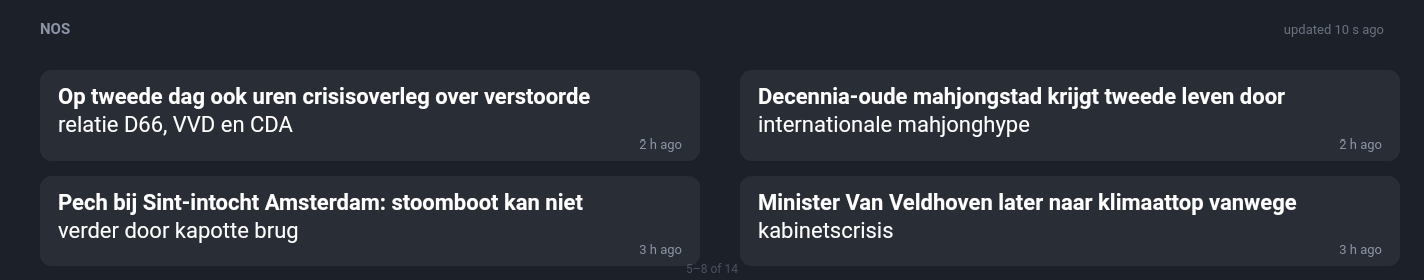 NOS
updated 10 s ago
Op tweede dag ook uren crisisoverleg over verstoorde
relatie D66, VVD en CDA
2 h ago
Decennia-oude mahjongstad krijgt tweede leven door
internationale mahjonghype
2 h ago
Pech bij Sint-intocht Amsterdam: stoomboot kan niet
verder door kapotte brug
3 h ago
Minister Van Veldhoven later naar klimaattop vanwege
kabinetscrisis
3 h ago
5–8 of 14